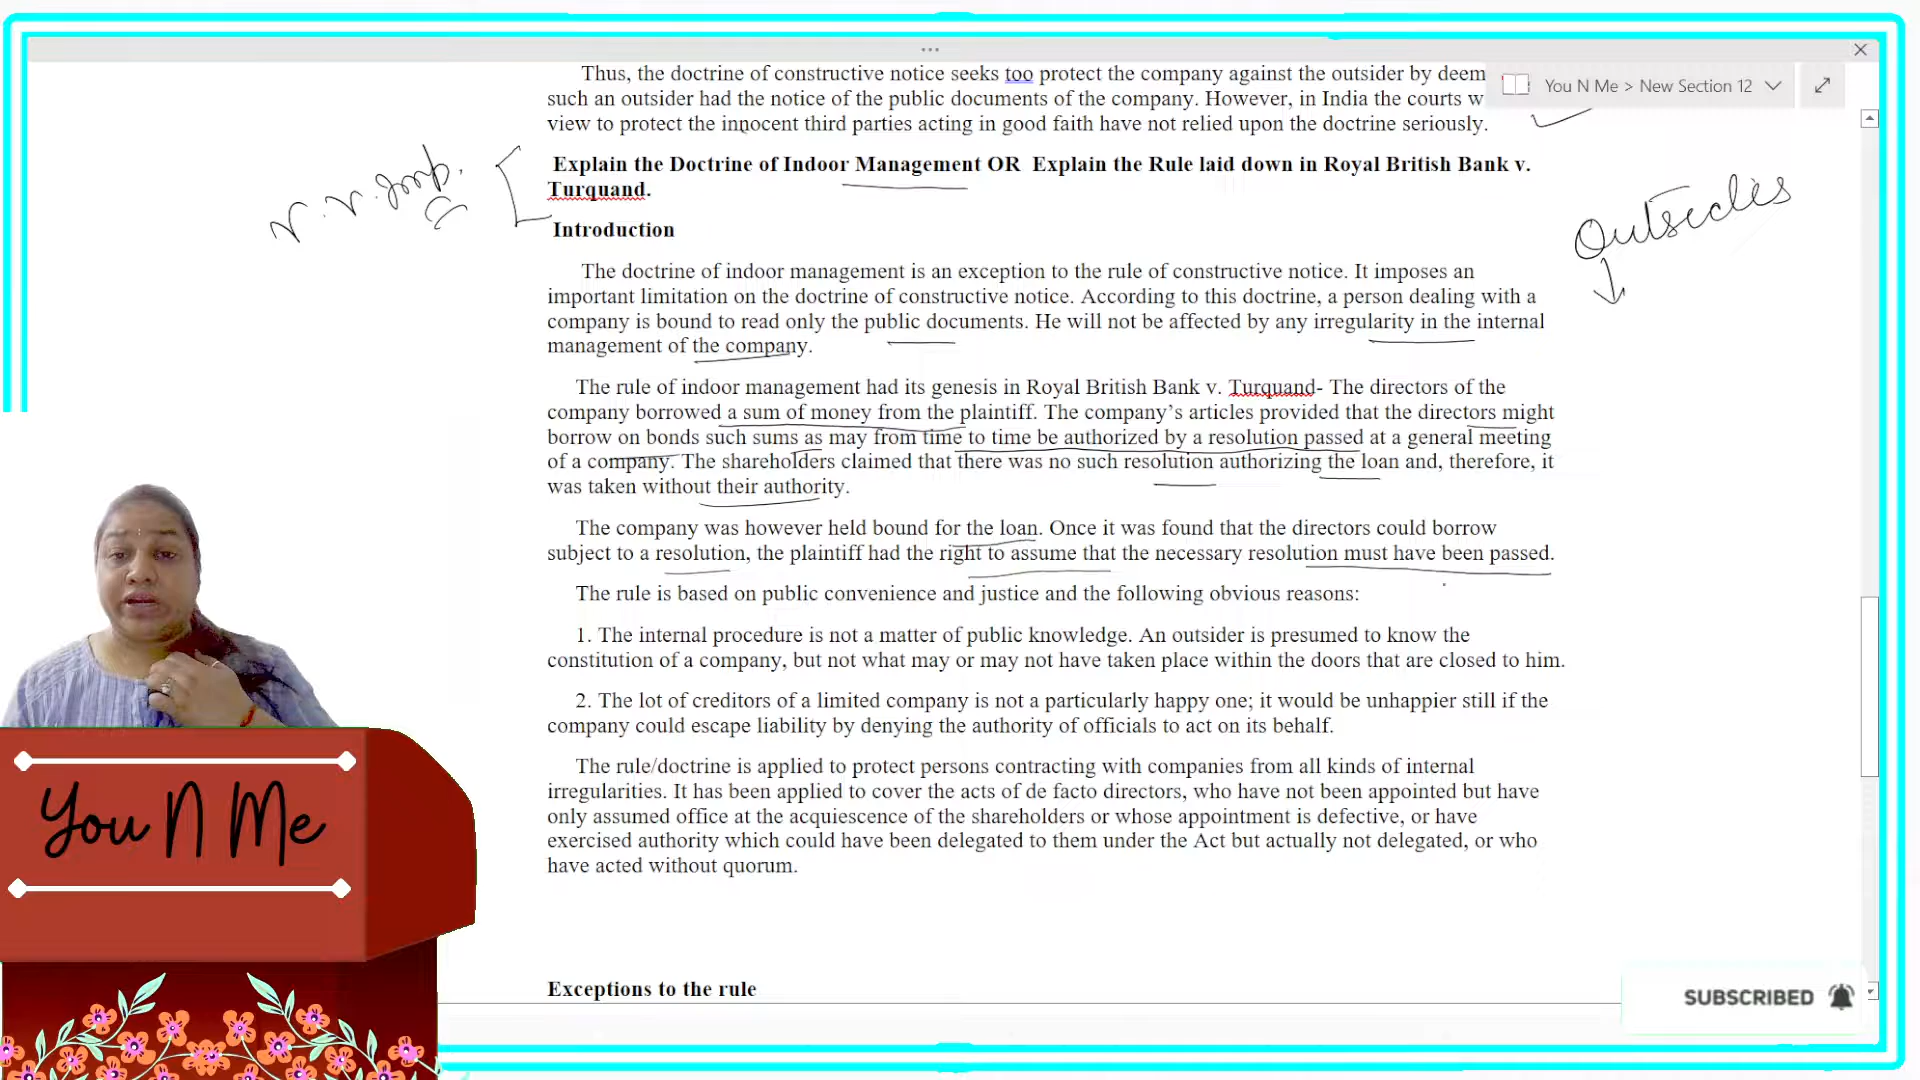 ...
Thus, the doctrine of constructive notice seeks too protect the company against the outsider by deem
such an outsider had the notice of the public documents of the company. However, in India the courts w
You N Me > New Section 12
view to protect the innocent third parties acting in good faith have not relied upon the doctrine seriously.
V. V. Imp.
Explain the Doctrine of Indoor Management OR Explain the Rule laid down in Royal British Bank v.
Turquand.
Introduction
The doctrine of indoor management is an exception to the rule of constructive notice. It imposes an
important limitation on the doctrine of constructive notice. According to this doctrine, a person dealing with a
company is bound to read only the public documents. He will not be affected by any irregularity in the internal
management of the company.
The rule of indoor management had its genesis in Royal British Bank v. Turquand- The directors of the
company borrowed a sum of money from the plaintiff. The company's articles provided that the directors might
borrow on bonds such sums as may from time to time be authorized by a resolution passed at a general meeting
of a company. The shareholders claimed that there was no such resolution authorizing the loan and, therefore, it
was taken without their authority.
The company was however held bound for the loan. Once it was found that the directors could borrow
subject to a resolution, the plaintiff had the right to assume that the necessary resolution must have been passed.
The rule is based on public convenience and justice and the following obvious reasons:
1. The internal procedure is not a matter of public knowledge. An outsider is presumed to know the
constitution of a company, but not what may or may not have taken place within the doors that are closed to him.
2. The lot of creditors of a limited company is not a particularly happy one; it would be unhappier still if the
company could escape liability by denying the authority of officials to act on its behalf.
The rule/doctrine is applied to protect persons contracting with companies from all kinds of internal
irregularities. It has been applied to cover the acts of de facto directors, who have not been appointed but have
only assumed office at the acquiescence of the shareholders or whose appointment is defective, or have
exercised authority which could have been delegated to them under the Act but actually not delegated, or who
have acted without quorum.
Exceptions to the rule
You N Me
SUBSCRIBED